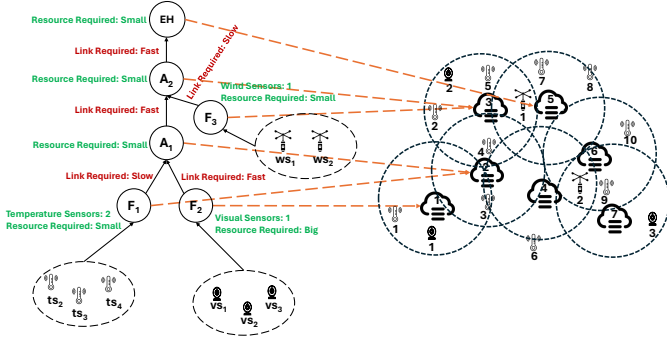 Resource Required: Small
EH
Link Required: Fast
Link Required: Slow
Resource Required: Small
A2
Wind Sensors: 1
Resource Required: Small
Link Required: Fast
F3
ws1 ws2
Resource Required: Small
A1
Link Required: Slow
Link Required: Fast
F1
F2
Temperature Sensors: 2
Resource Required: Small
Visual Sensors: 1
Resource Required: Big
ts2
ts3
ts4
vs1
vs2
vs3
2
5
7
8
2
3
1
5
10
4
2
6
1
3
4
2
9
1
1
6
7
3